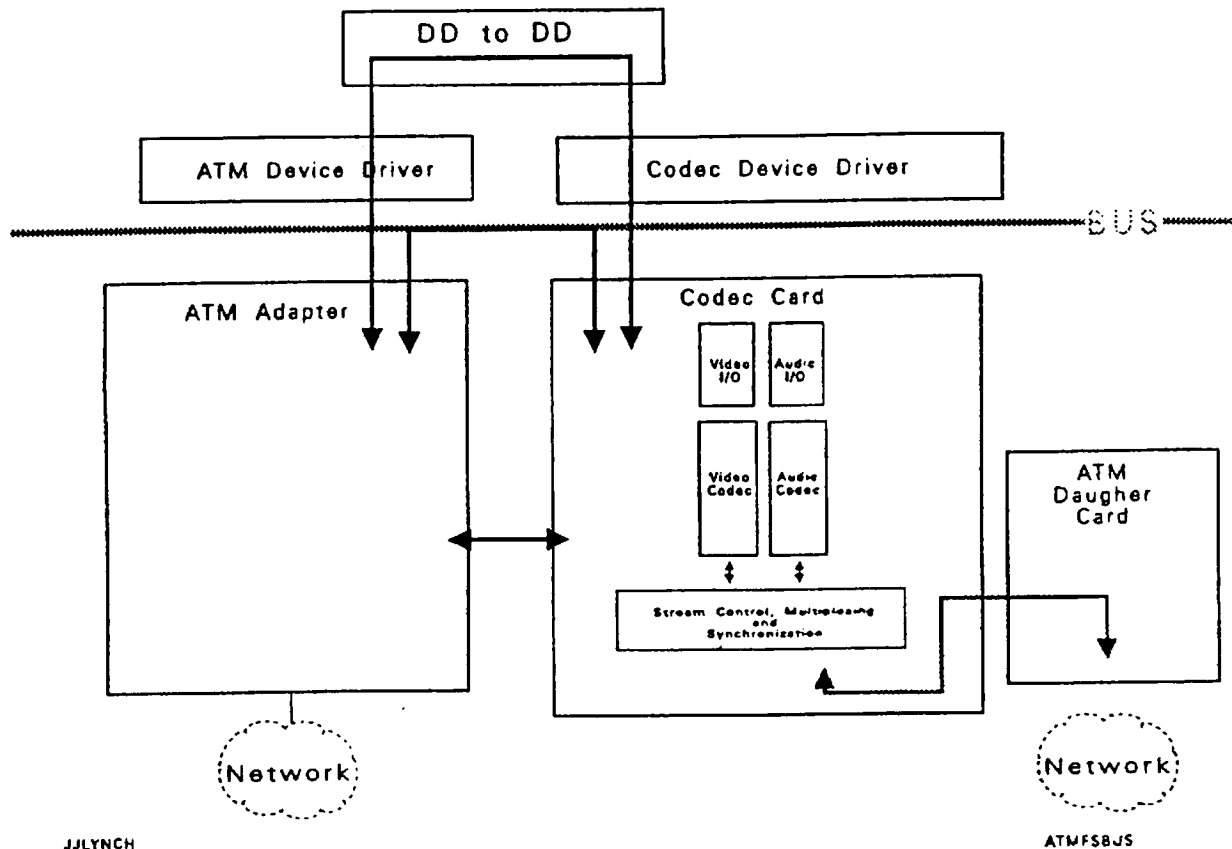 DD to DD
ATM Device Driver
Codec Device Driver
BUS
ATM Adapter
Codec Card
Video
I/O
Audio
I/O
Video
Codec
Audio
Codec
ATM
Daugher
Card
Stream Control, Multiplexing
and
Synchronization
Network
Network
JJLYNCH
ATMFSBUS